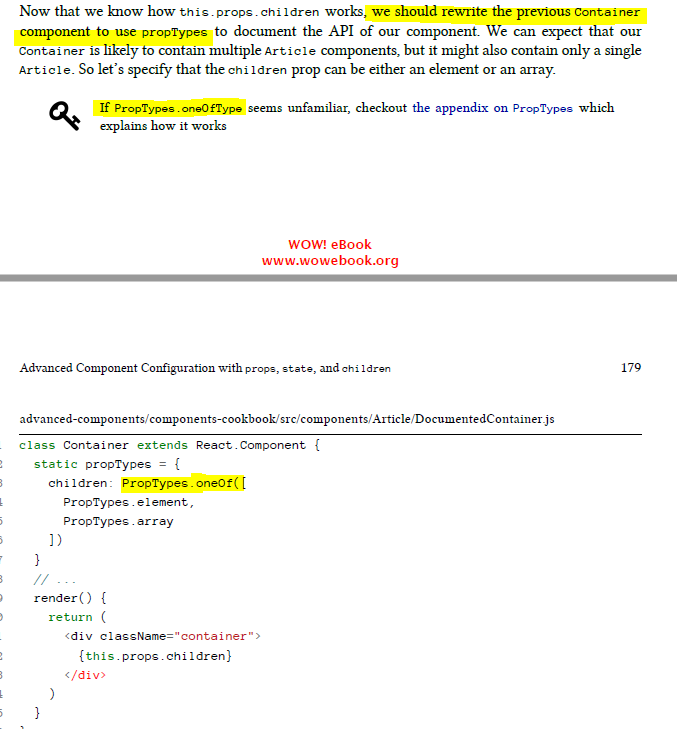 Now that we know how this.props.children works, we should rewrite the previous Container
component to use propTypes to document the API of our component. We can expect that our
Container is likely to contain multiple Article components, but it might also contain only a single
Article. So let's specify that the children prop can be either an element or an array.
If PropTypes.oneOfType seems unfamiliar, checkout the appendix on PropTypes which
explains how it works
WOW! eBook
www.wowebook.org
Advanced Component Configuration with props, state, and children 179
advanced-components/components-cookbook/src/components/Article/DocumentedContainer.js
class Container extends React.Component {
static propTypes = {
children: PropTypes.oneOf([
PropTypes.element,
PropTypes.array
])
}
// ...
render() {
return (
<div className="container">
{this.props.children}
</div>
)
}